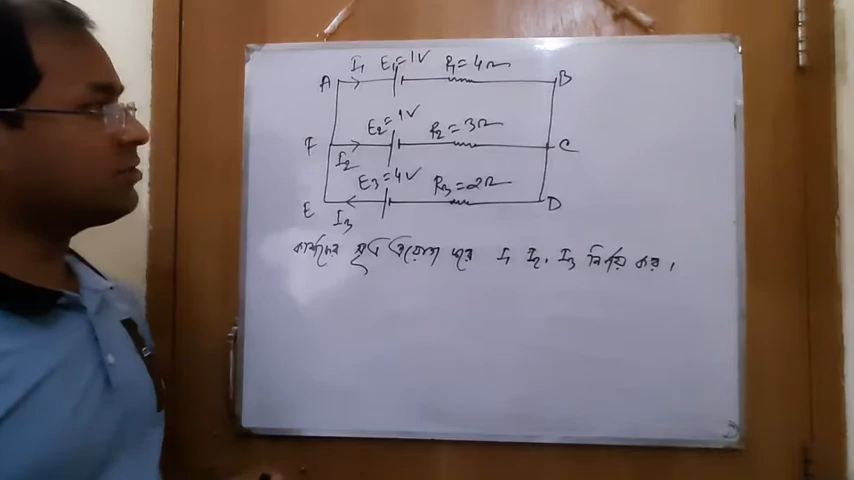 I₁ E₁=1V R₁=4Ω
A B
E₂=1V R₂=3Ω
F C
I₂ E₃=4V R₃=2Ω
E D
I₃
কার্শফের সূত্র প্রয়োগ করে I₁ I₂, I₃ নির্ণয় কর।